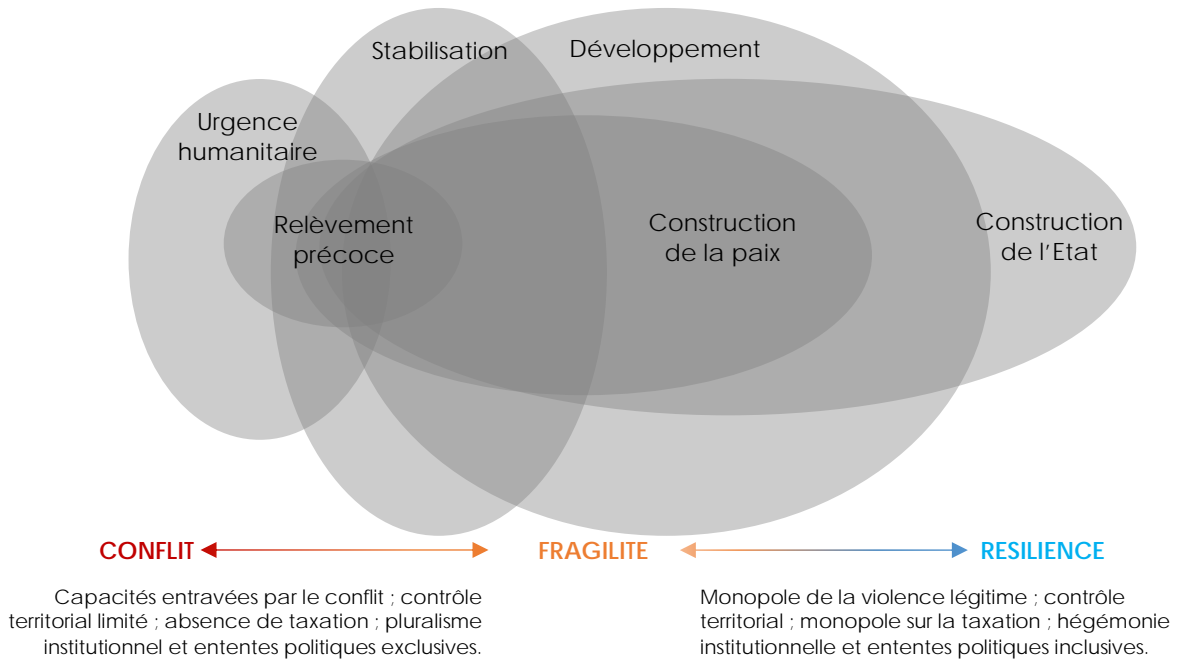 Stabilisation
Développement
Urgence
humanitaire
Relèvement
précoce
Construction
de la paix
Construction
de l'Etat
CONFLIT
FRAGILITE
RESILIENCE
Capacités entravées par le conflit ; contrôle
territorial limité ; absence de taxation ; pluralisme
institutionnel et ententes politiques exclusives.
Monopole de la violence légitime ; contrôle
territorial ; monopole sur la taxation ; hégémonie
institutionnelle et ententes politiques inclusives.